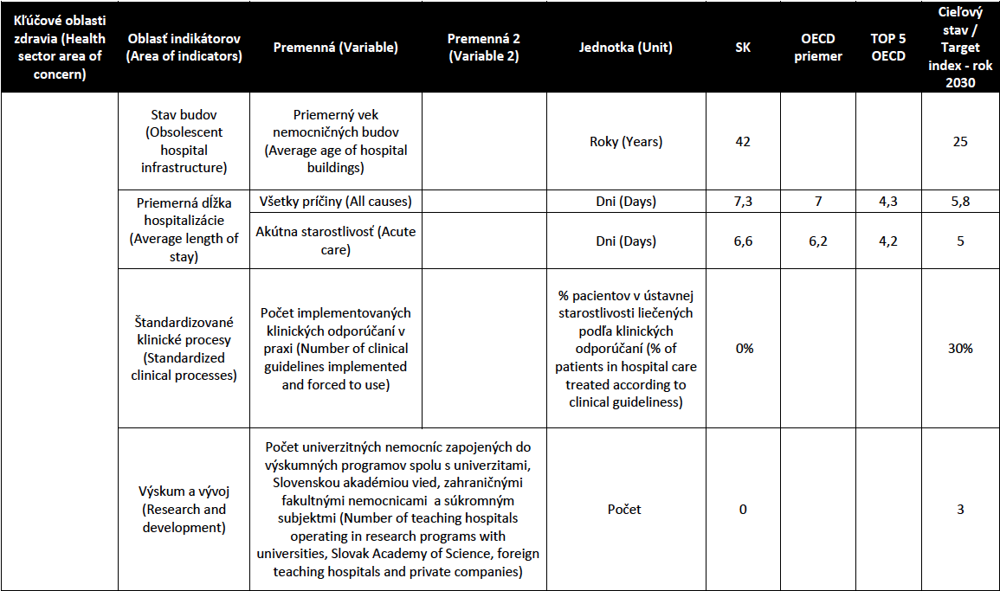 Kľúčové oblasti
zdravia (Health
sector area of
concern)
Oblasť indikátorov
(Area of indicators)
Premenná (Variable)
Premenná 2
(Variable 2)
Jednotka (Unit)
SK
OECD
priemer
TOP 5
OECD
Cieľový
stav /
Target
index - rok
2030
Stav budov
(Obsolescent
hospital
infrastructure)
Priemerný vek
nemocničných budov
(Average age of hospital
buildings)
Roky (Years)
42
25
Priemerná dĺžka
hospitalizácie
(Average length of
stay)
Všetky príčiny (All causes)
Dni (Days)
7,3
7
4,3
5,8
Akútna starostlivosť (Acute
care)
Dni (Days)
6,6
6,2
4,2
5
Štandardizované
klinické procesy
(Standardized
clinical processes)
Počet implementovaných
klinických odporúčaní v
praxi (Number of clinical
guidelines implemented
and forced to use)
% pacientov v ústavnej
starostlivosti liečených
podľa klinických
odporúčaní (% of
patients in hospital care
treated according to
clinical guideliness)
0%
30%
Výskum a vývoj
(Research and
development)
Počet univerzitných nemocníc zapojených do
výskumných programov spolu s univerzitami,
Slovenskou akadémiou vied, zahraničnými
fakultnými nemocnicami a súkromným
subjektmi (Number of teaching hospitals
operating in research programs with
universities, Slovak Academy of Science, foreign
teaching hospitals and private companies)
Počet
0
3